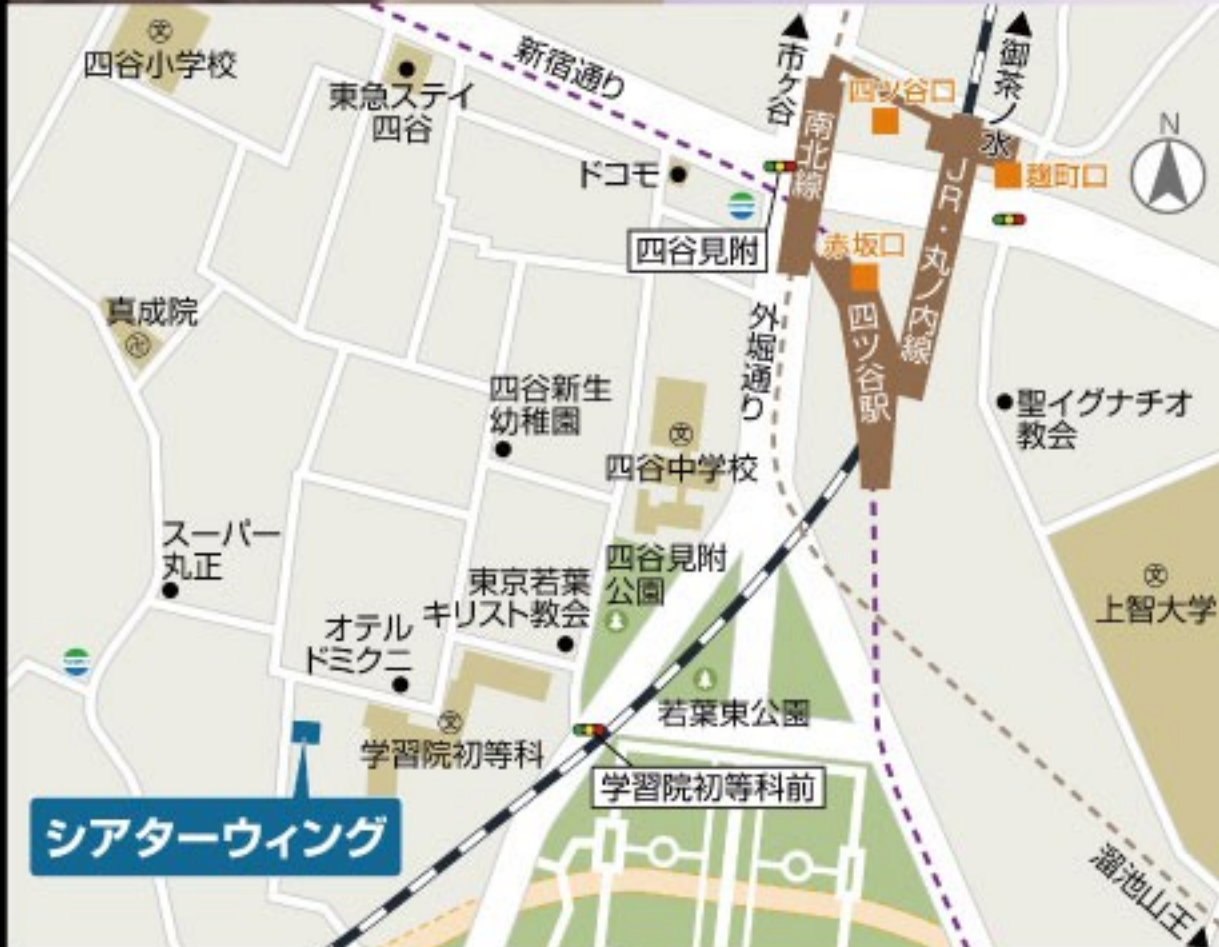 四谷小学校
東急ステイ
四谷
新宿通り
▲市ヶ谷
南北線
四ツ谷口
▲御茶ノ水
N
麹町口
JR・丸ノ内線
ドコモ
四谷見附
赤坂口
四ツ谷駅
真成院
外堀通り
四谷新生
幼稚園
四谷中学校
聖イグナチオ
教会
スーパー
丸正
四谷見附
公園
東京若葉
キリスト教会
上智大学
オテル
ドミクニ
若葉東公園
学習院初等科
学習院初等科前
シアターウィング
溜池山王▲
文
文
文
文